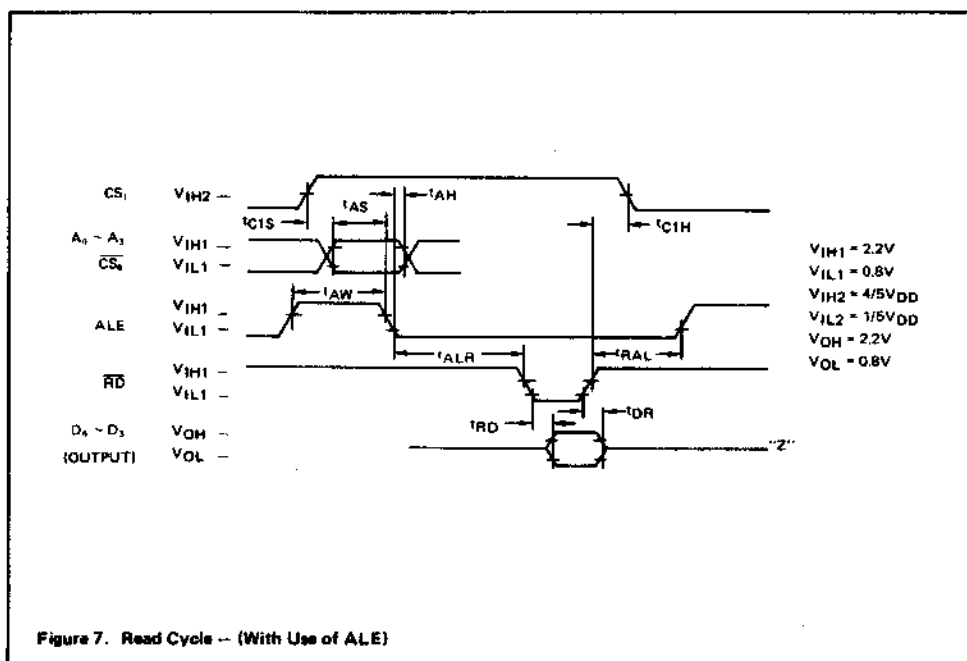 CS₁ VIH2 –
tC1S tAS tAH tC1H
A₀ ~ A₃ VIH1 –
CS₀ VIL1 –
tAW
VIH1 –
ALE VIL1 –
tALR tRAL
VIH1 –
RD VIL1 –
tRD tDR
D₀ ~ D₃ VOH –
(OUTPUT) VOL –
"Z"
VIH1 = 2.2V
VIL1 = 0.8V
VIH2 = 4/5VDD
VIL2 = 1/5VDD
VOH = 2.2V
VOL = 0.8V
Figure 7. Read Cycle – (With Use of ALE)